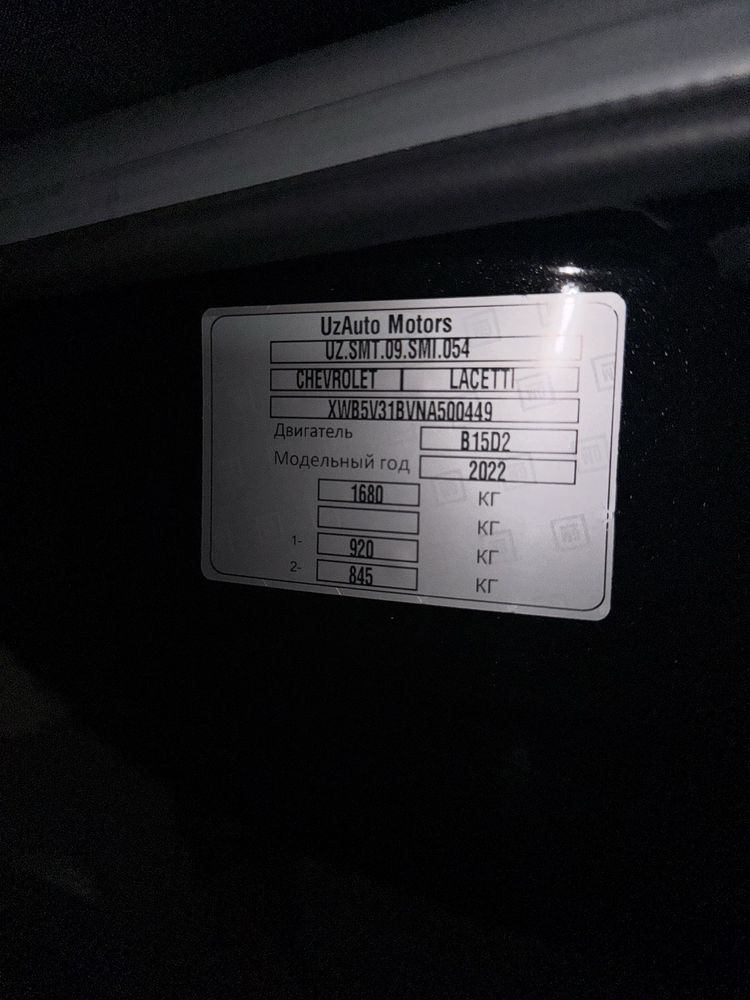 UzAuto Motors
UZ.SMT.09.SMI.054
CHEVROLET LACETTI
XWB5V31BVNA500449
Двигатель B15D2
Модельный год 2022
1680 КГ
КГ
1- 920 КГ
2- 845 КГ